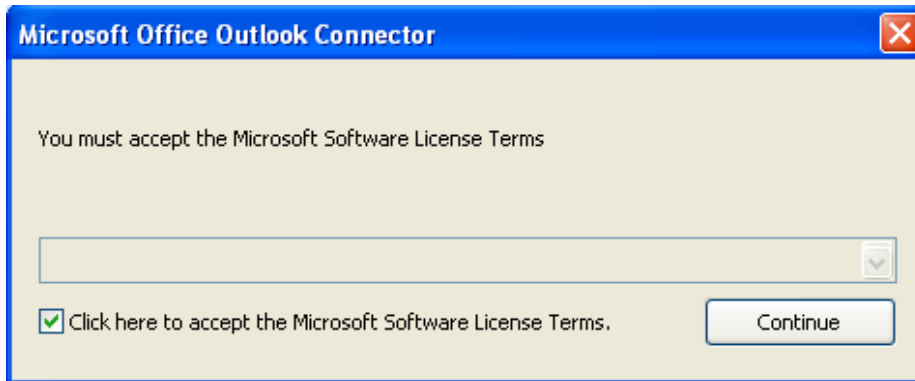 Microsoft Office Outlook Connector
You must accept the Microsoft Software License Terms
Click here to accept the Microsoft Software License Terms.
Continue